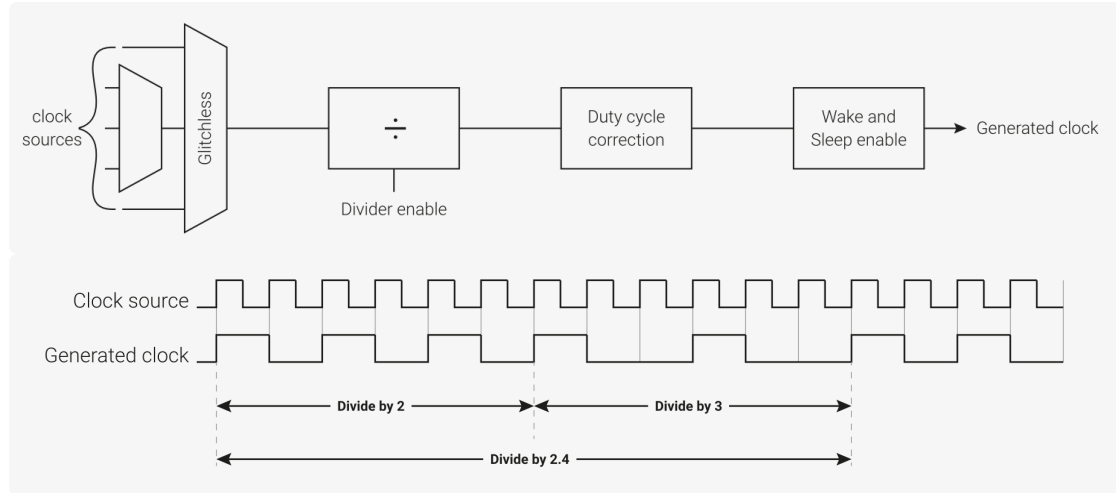 clock
sources
Glitchless
÷
Divider enable
Duty cycle
correction
Wake and
Sleep enable
Generated clock
Clock source
Generated clock
Divide by 2
Divide by 3
Divide by 2.4